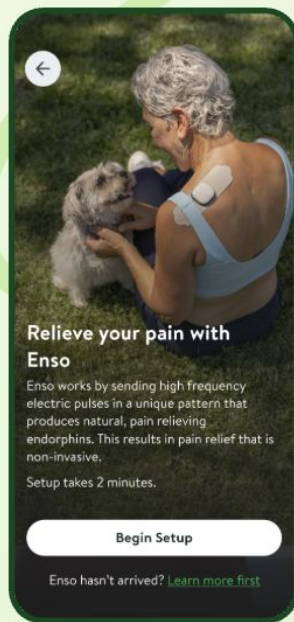 Relieve your pain with
Enso
Enso works by sending high frequency
electric pulses in a unique pattern that
produces natural, pain relieving
endorphins. This results in pain relief that is
non-invasive.
Setup takes 2 minutes.
Begin Setup
Enso hasn't arrived? Learn more first